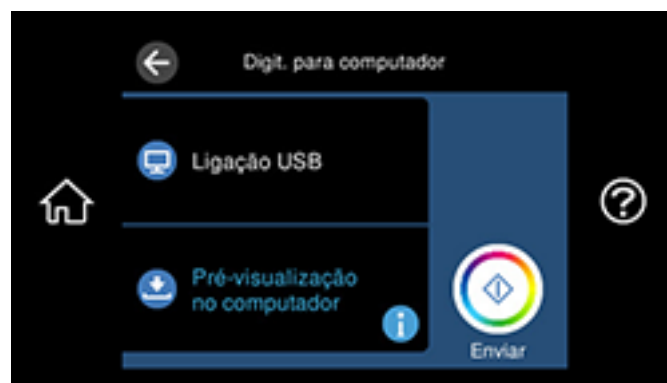 Digit. para computador
Ligação USB
Pré-visualização
no computador
Enviar